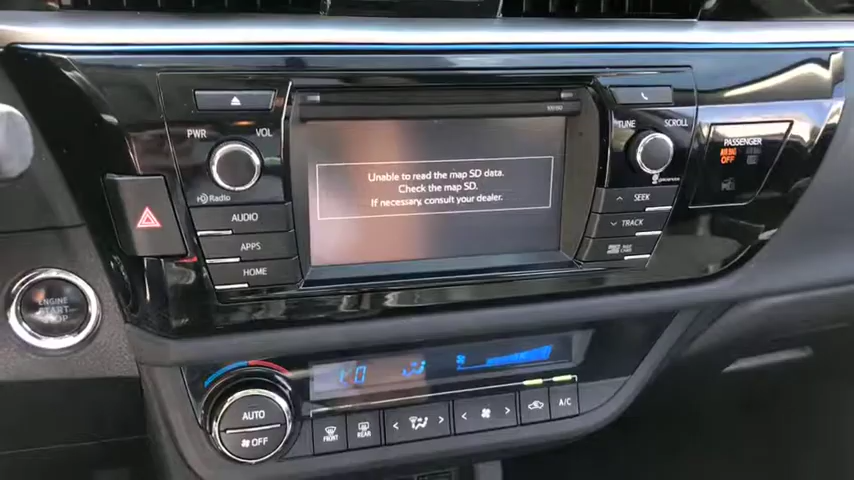 PWR
VOL
HD Radio
AUDIO
APPS
HOME
Unable to read the map SD data.
Check the map SD.
If necessary, consult your dealer.
TUNE
SCROLL
SEEK
TRACK
PASSENGER
AIR BAG
OFF
ENGINE
START
STOP
AUTO
OFF
FRONT
REAR
A/C